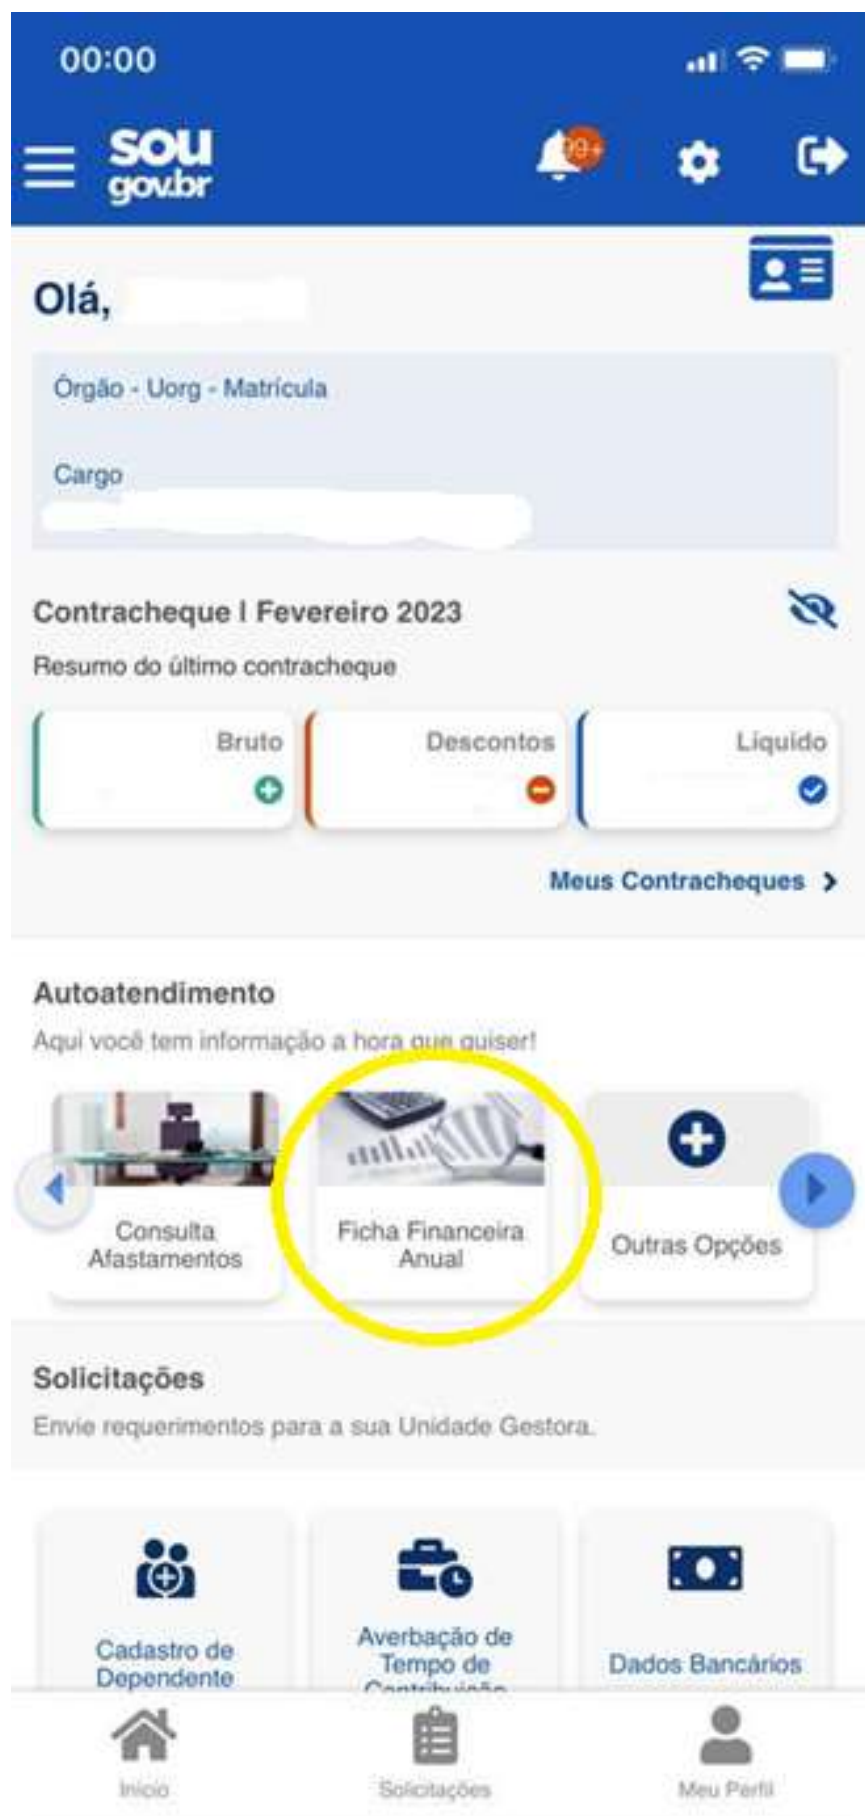 00:00
sou
gov.br
99+
Olá,
Órgão - Uorg - Matrícula
Cargo
Contracheque | Fevereiro 2023
Resumo do último contracheque
Bruto
Descontos
Líquido
Meus Contracheques
Autoatendimento
Aqui você tem informação a hora que quiser!
Consulta
Afastamentos
Ficha Financeira
Anual
Outras Opções
Solicitações
Envie requerimentos para a sua Unidade Gestora.
Cadastro de
Dependente
Averbação de
Tempo de
Contribuição
Dados Bancários
Início
Solicitações
Meu Perfil